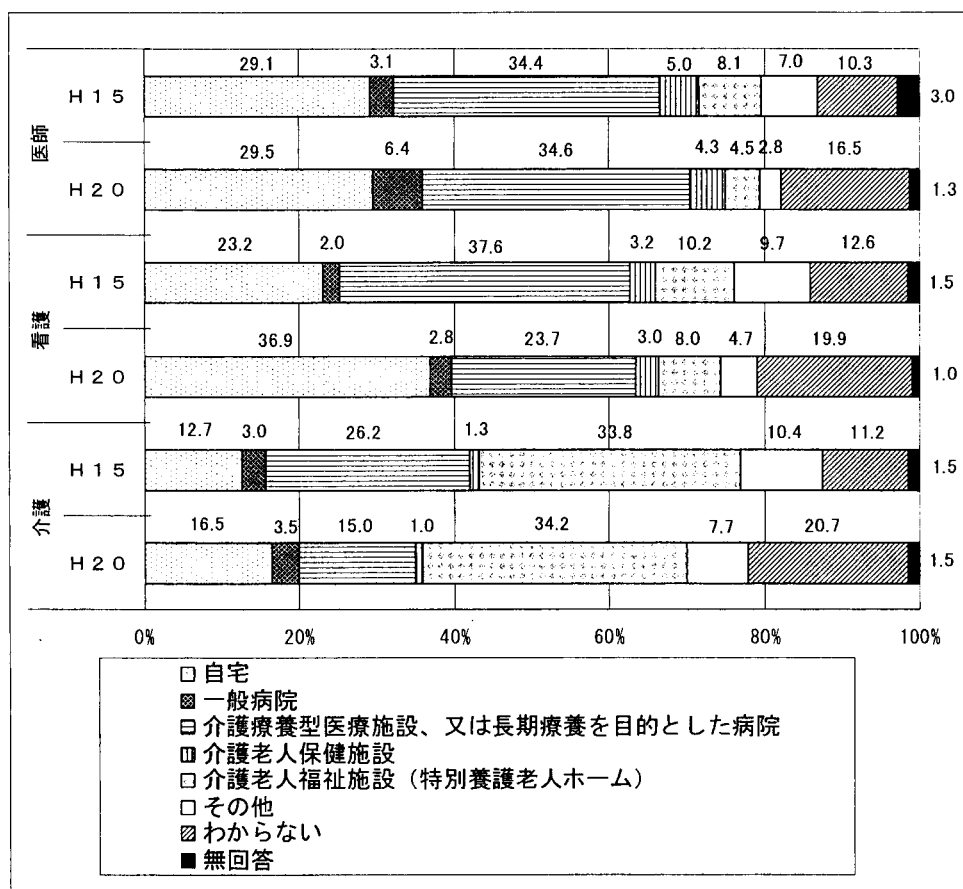 29.1 3.1 34.4 5.0 8.1 7.0 10.3
H15 3.0
医師
29.5 6.4 34.6 4.3 4.5 2.8 16.5
H20 1.3
23.2 2.0 37.6 3.2 10.2 9.7 12.6
H15 1.5
看護
36.9 2.8 23.7 3.0 8.0 4.7 19.9
H20 1.0
12.7 3.0 26.2 1.3 33.8 10.4 11.2
H15 1.5
介護
16.5 3.5 15.0 1.0 34.2 7.7 20.7
H20 1.5
0% 20% 40% 60% 80% 100%
自宅
一般病院
介護療養型医療施設、又は長期療養を目的とした病院
介護老人保健施設
介護老人福祉施設（特別養護老人ホーム）
その他
わからない
無回答